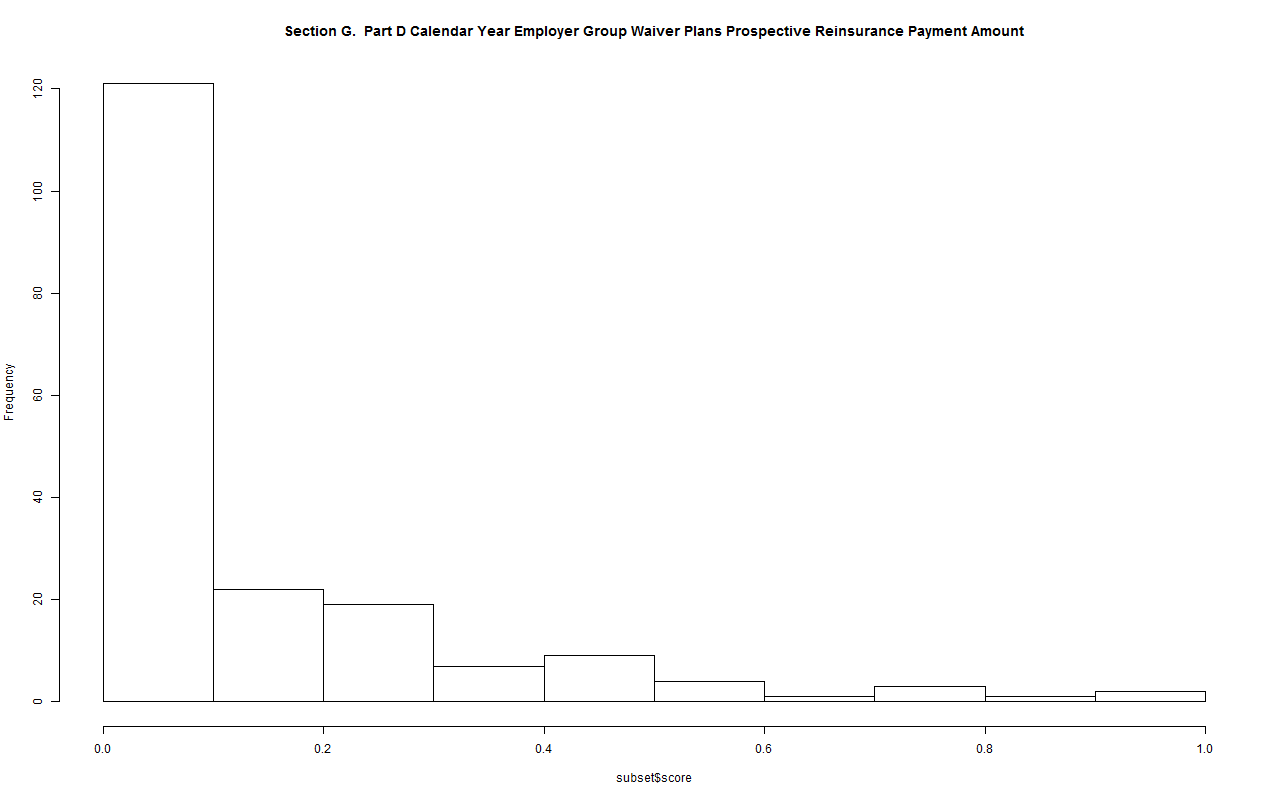 Section G.  Part D Calendar Year Employer Group Waiver Plans Prospective Reinsurance Payment Amount
120
100
80
60
40
20
0
Frequency
0.0 0.2 0.4 0.6 0.8 1.0
subset$score